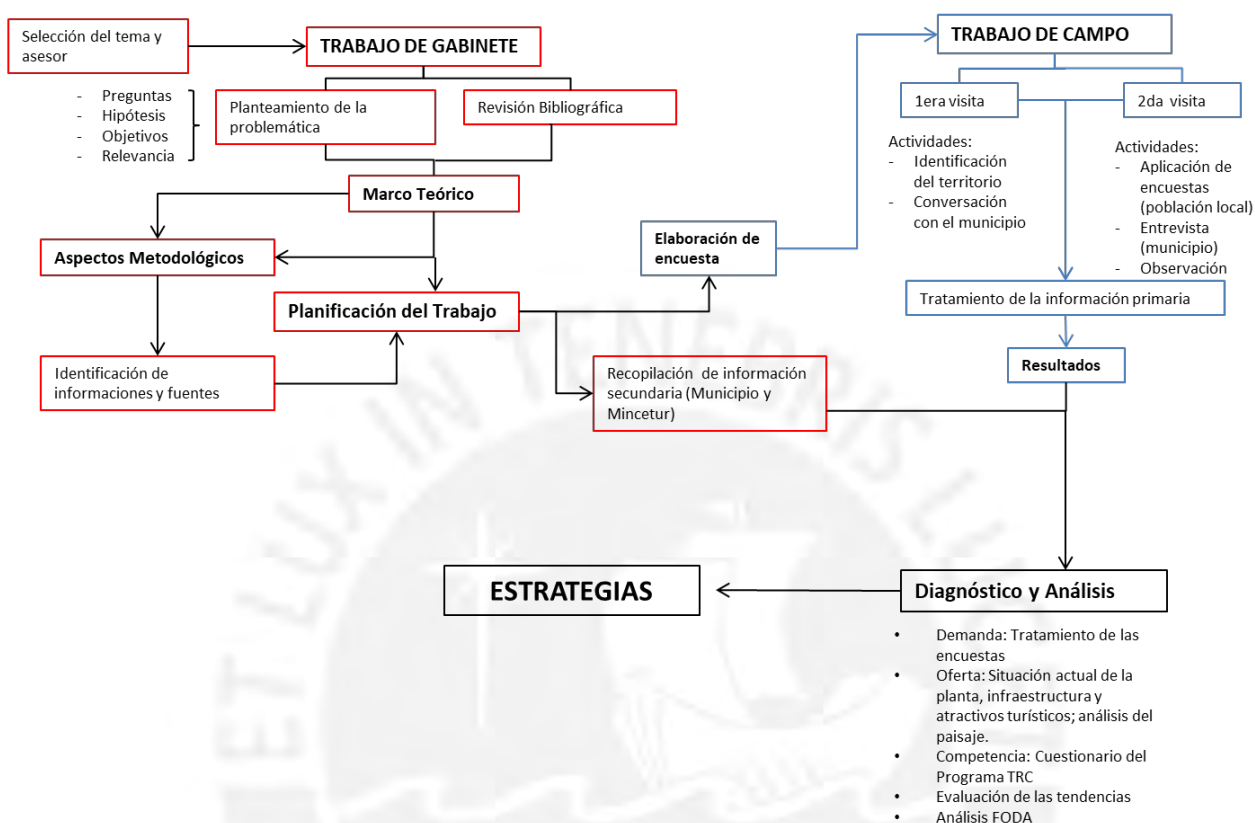 Selección del tema y
asesor
TRABAJO DE GABINETE
- Preguntas
- Hipótesis
- Objetivos
- Relevancia
Planteamiento de la
problemática
Revisión Bibliográfica
Marco Teórico
Aspectos Metodológicos
Planificación del Trabajo
Identificación de
informaciones y fuentes
Elaboración de
encuesta
Recopilación de información
secundaria (Municipio y
Mincetur)
TRABAJO DE CAMPO
1era visita
2da visita
Actividades:
- Identificación
del territorio
- Conversación
con el municipio
Actividades:
- Aplicación de
encuestas
(población local)
- Entrevista
(municipio)
- Observación
Tratamiento de la información primaria
Resultados
Diagnóstico y Análisis
• Demanda: Tratamiento de las
encuestas
• Oferta: Situación actual de la
planta, infraestructura y
atractivos turísticos; análisis del
paisaje.
• Competencia: Cuestionario del
Programa TRC
• Evaluación de las tendencias
• Análisis FODA
ESTRATEGIAS
ET LUX IN TENEBRIS LUCET